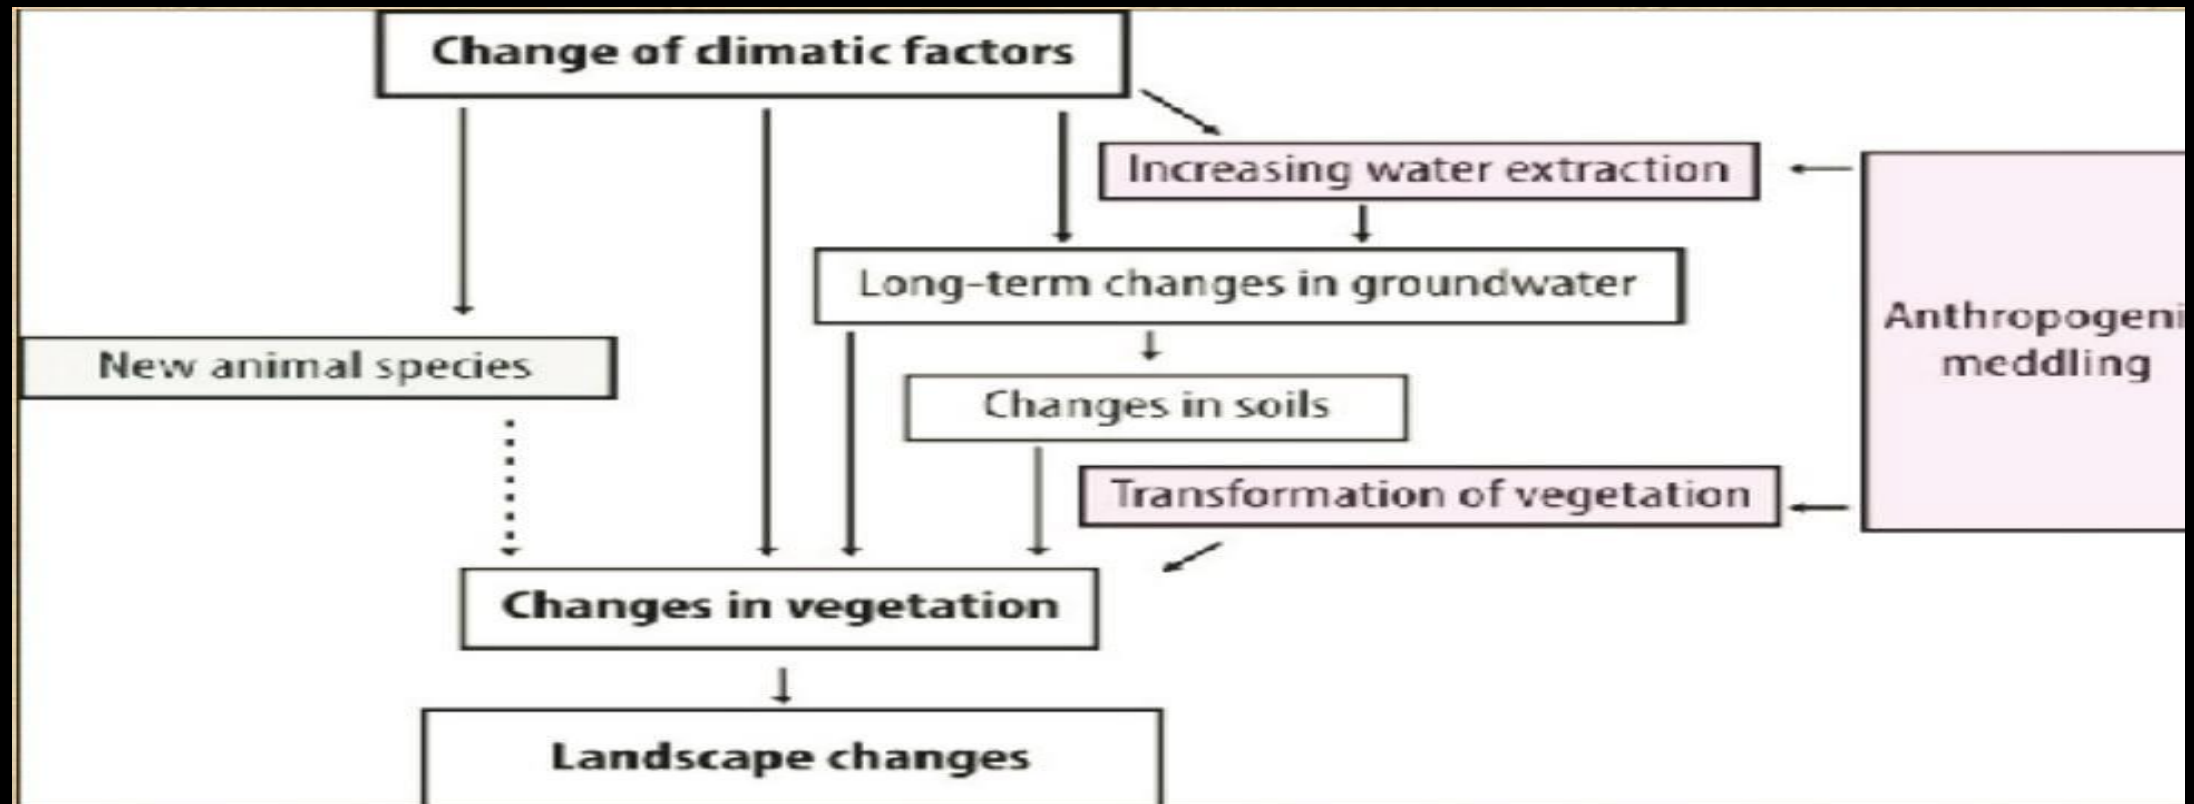 Change of climatic factors
Increasing water extraction
Long-term changes in groundwater
Anthropogeni
meddling
New animal species
Changes in soils
Transformation of vegetation
Changes in vegetation
Landscape changes